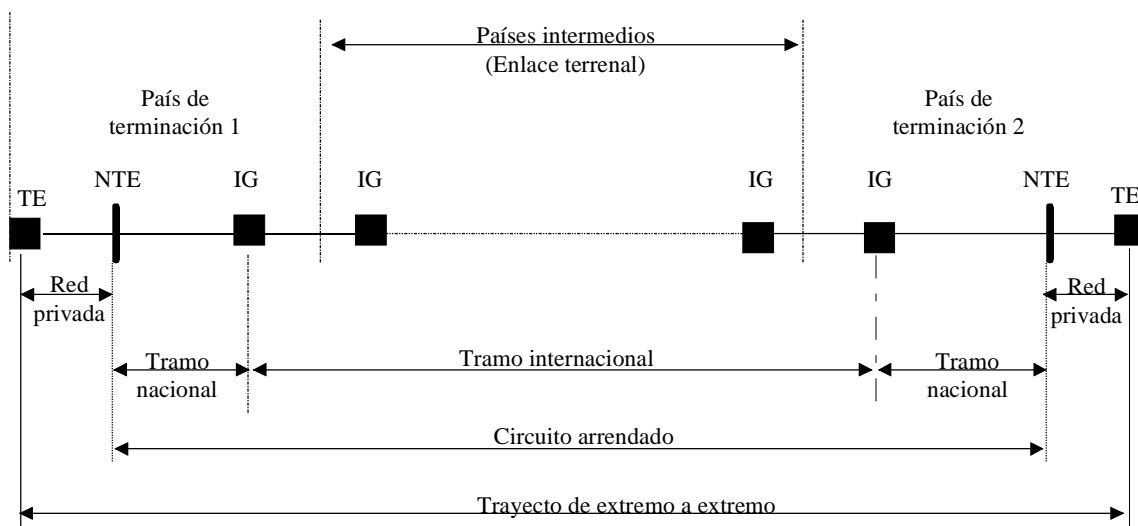 Países intermedios
(Enlace terrenal)
País de
terminación 1
País de
terminación 2
TE
NTE
IG
IG
IG
IG
NTE
TE
Red
privada
Red
privada
Tramo
nacional
Tramo internacional
Tramo
nacional
Circuito arrendado
Trayecto de extremo a extremo